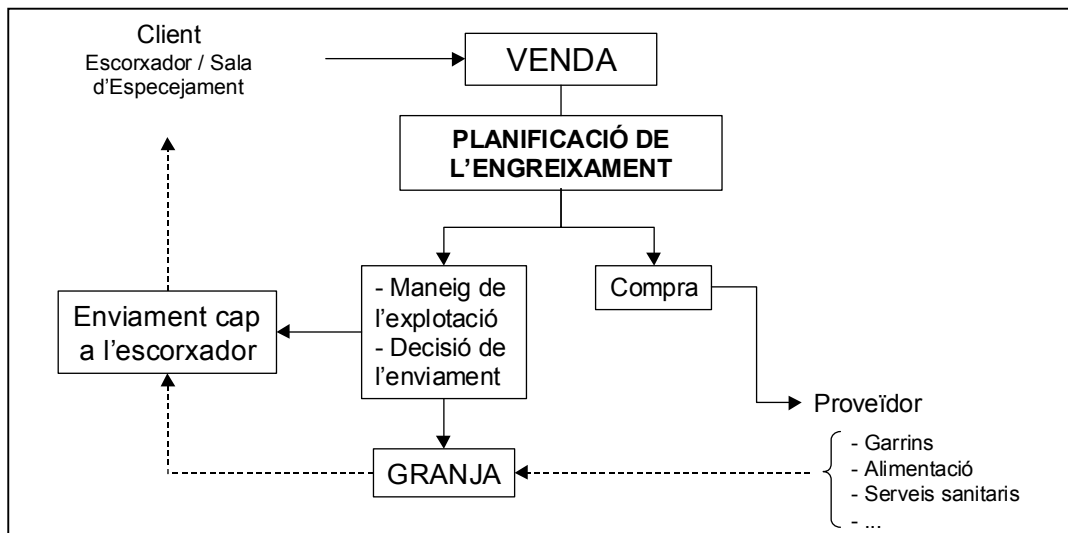 Client
Escorxador / Sala
d'Especejament
VENDA
PLANIFICACIÓ DE
L'ENGREIXAMENT
- Maneig de
l'explotació
- Decisió de
l'enviament
Compra
Enviament cap
a l'escorxador
Proveïdor
- Garrins
- Alimentació
- Serveis sanitaris
- ...
GRANJA